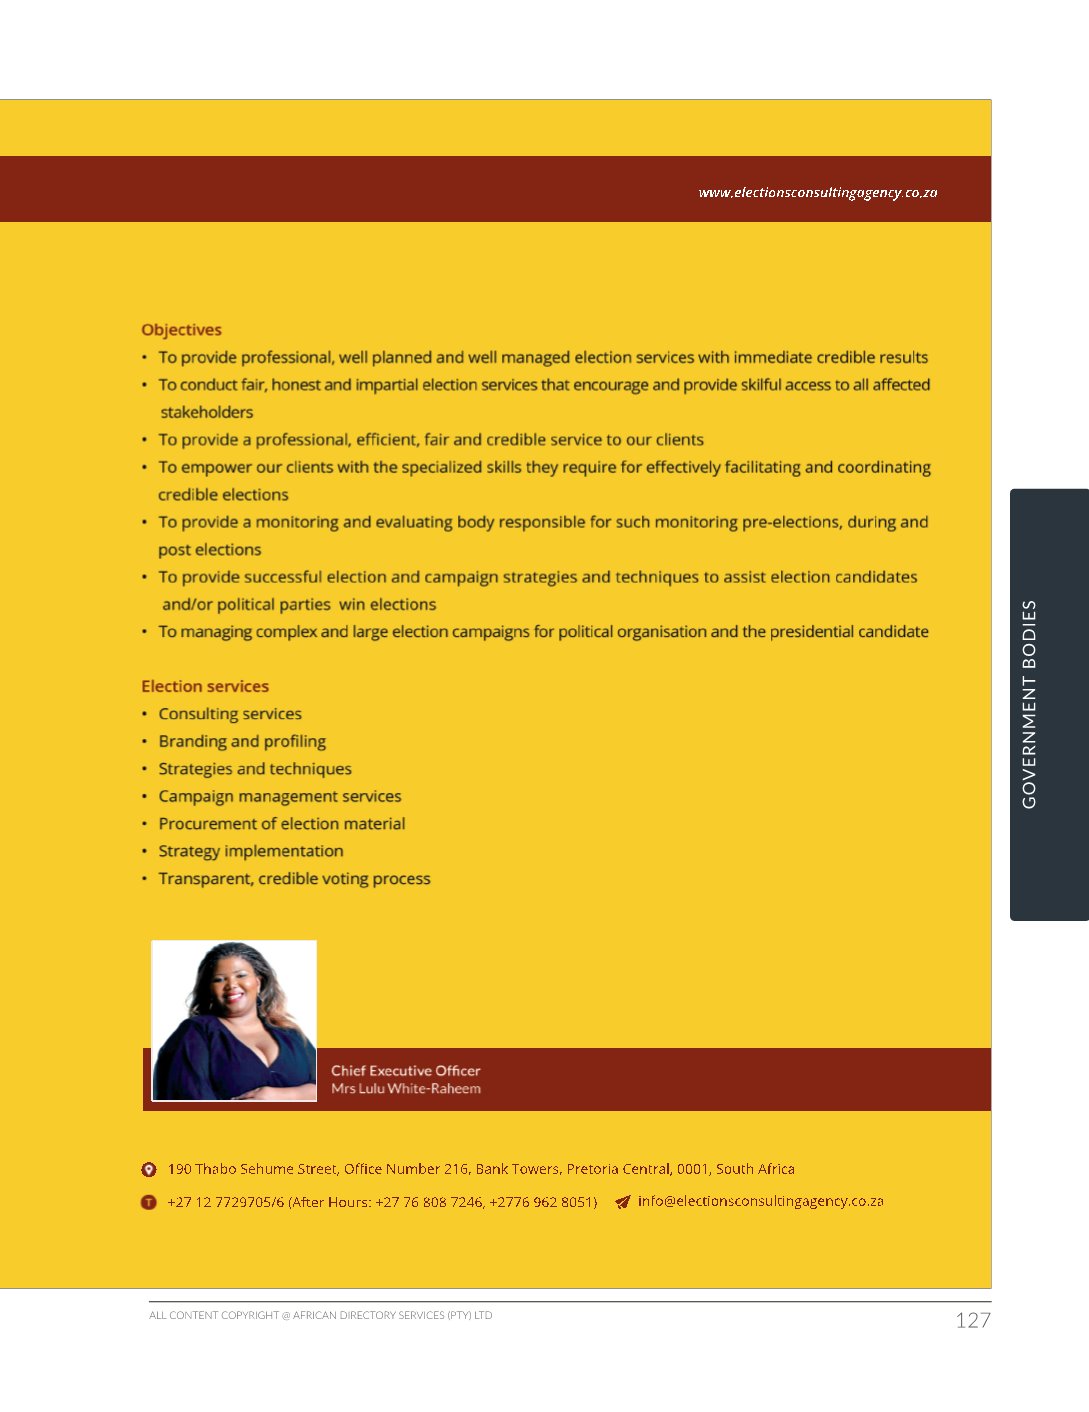 www.electionsconsultingagency.co.za
Objectives
• To provide professional, well planned and well managed election services with immediate credible results
• To conduct fair, honest and impartial election services that encourage and provide skilful access to all affected
stakeholders
• To provide a professional, efficient, fair and credible service to our clients
• To empower our clients with the specialized skills they require for effectively facilitating and coordinating
credible elections
• To provide a monitoring and evaluating body responsible for such monitoring pre-elections, during and
post elections
• To provide successful election and campaign strategies and techniques to assist election candidates
and/or political parties win elections
• To managing complex and large election campaigns for political organisation and the presidential candidate
Election services
• Consulting services
• Branding and profiling
• Strategies and techniques
• Campaign management services
• Procurement of election material
• Strategy implementation
• Transparent, credible voting process
GOVERNMENT BODIES
Chief Executive Officer
Mrs Lulu White-Raheem
190 Thabo Sehume Street, Office Number 216, Bank Towers, Pretoria Central, 0001, South Africa
T +27 12 7729705/6 (After Hours: +27 76 808 7246, +2776 962 8051) info@electionsconsultingagency.co.za
ALL CONTENT COPYRIGHT @ AFRICAN DIRECTORY SERVICES (PTY) LTD
127